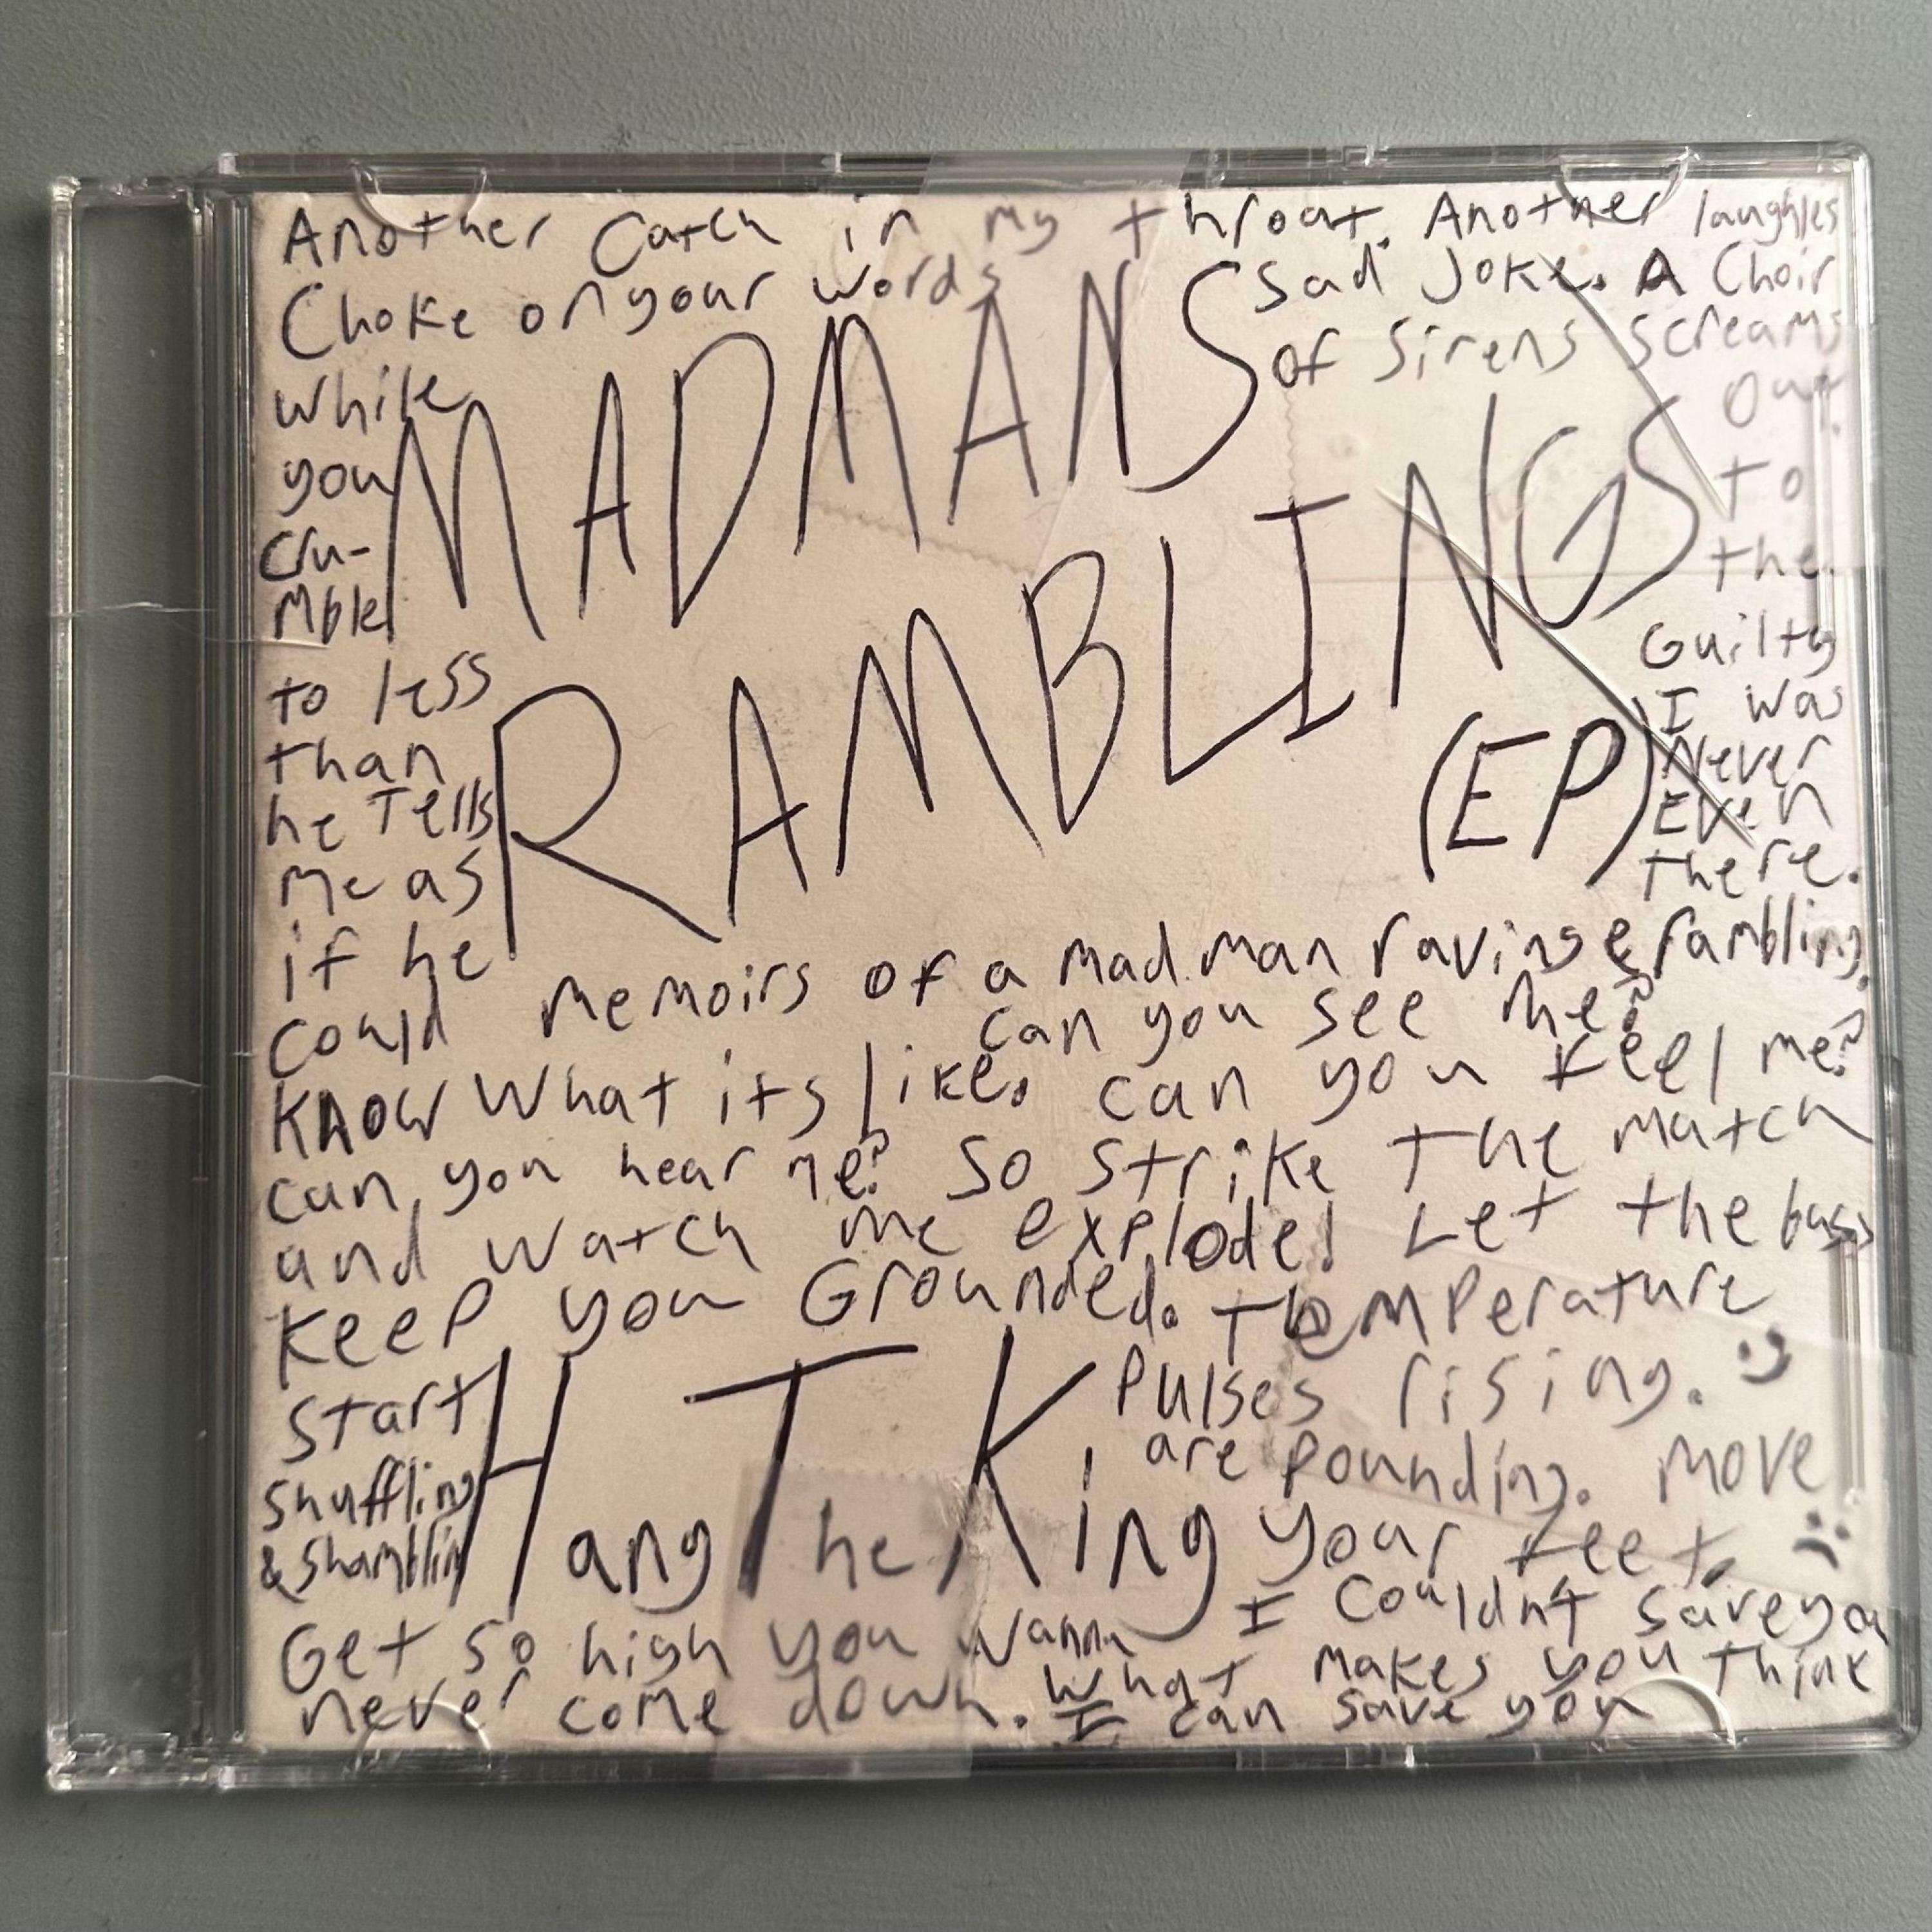 Another Catch in my throat. Another laughles
Choke on your words sad Joke. A Choir
of Sirens Screams
while out
you to
Cru- the
mble Guilty
MADMANS
RAMBLINGS
(EP)
to less I was
than Never
he Tells Even
me as there.
if he
could Memoirs of a mad man raving & rambling.
can you see me?
KNOW What its like. can you feel me?
can you hear me? So Strike the match
and watch me explode! Let the bass
Keep you Grounded. Temperature
Start Pulses rising.
Shuffling are pounding. Move
& Shamblin Hang The King your feet.
Get so high you wanna I Couldnt save you
never come down. What makes you think
I can save you